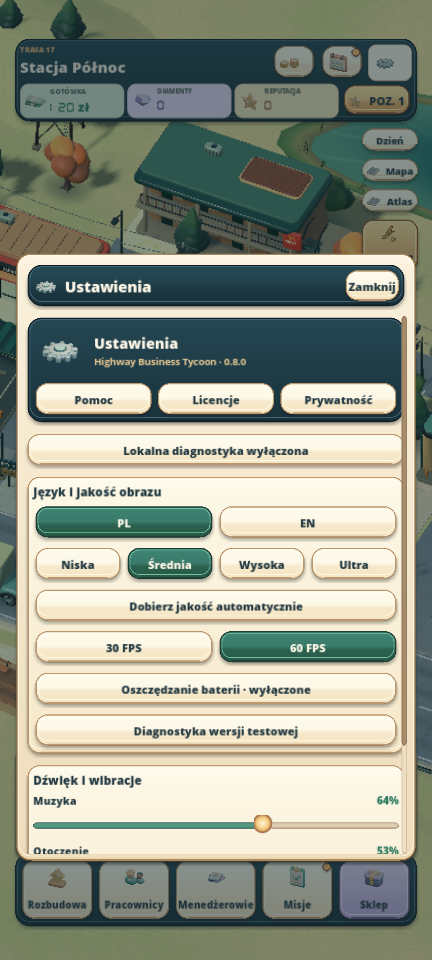 TRASA 17
Stacja Północ
GOTÓWKA
20 zł
DIAMENTY
0
REPUTACJA
0
POZ. 1
Dzień
Mapa
Atlas
Ustawienia
Zamknij
Ustawienia
Highway Business Tycoon · 0.8.0
Pomoc
Licencje
Prywatność
Lokalna diagnostyka wyłączona
Język i jakość obrazu
PL
EN
Niska
Średnia
Wysoka
Ultra
Dobierz jakość automatycznie
30 FPS
60 FPS
Oszczędzanie baterii · wyłączone
Diagnostyka wersji testowej
Dźwięk i wibracje
Muzyka
64%
Otoczenie
53%
Rozbudowa
Pracownicy
Menedżerowie
Misje
Sklep